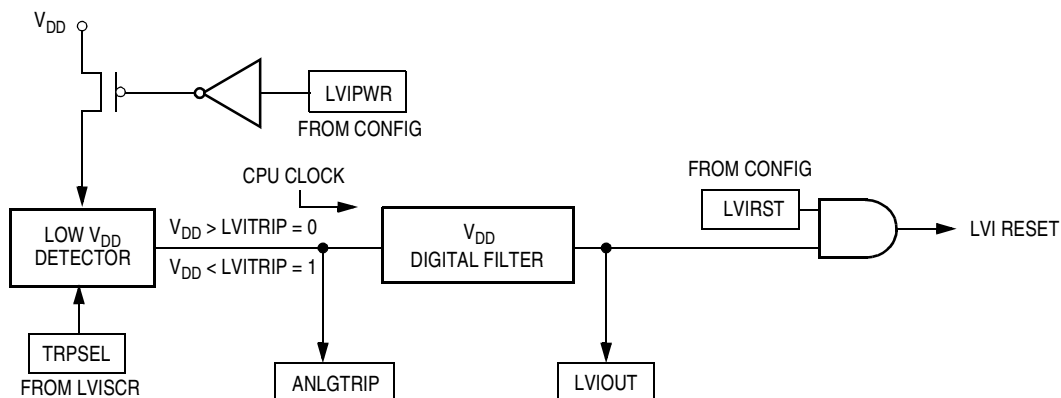 VDD
LVIPWR
FROM CONFIG
FROM CONFIG
CPU CLOCK
LVIRST
LOW VDD
DETECTOR
VDD > LVITRIP = 0
VDD < LVITRIP = 1
VDD
DIGITAL FILTER
LVI RESET
TRPSEL
FROM LVISCR
ANLGTRIP
LVIOUT